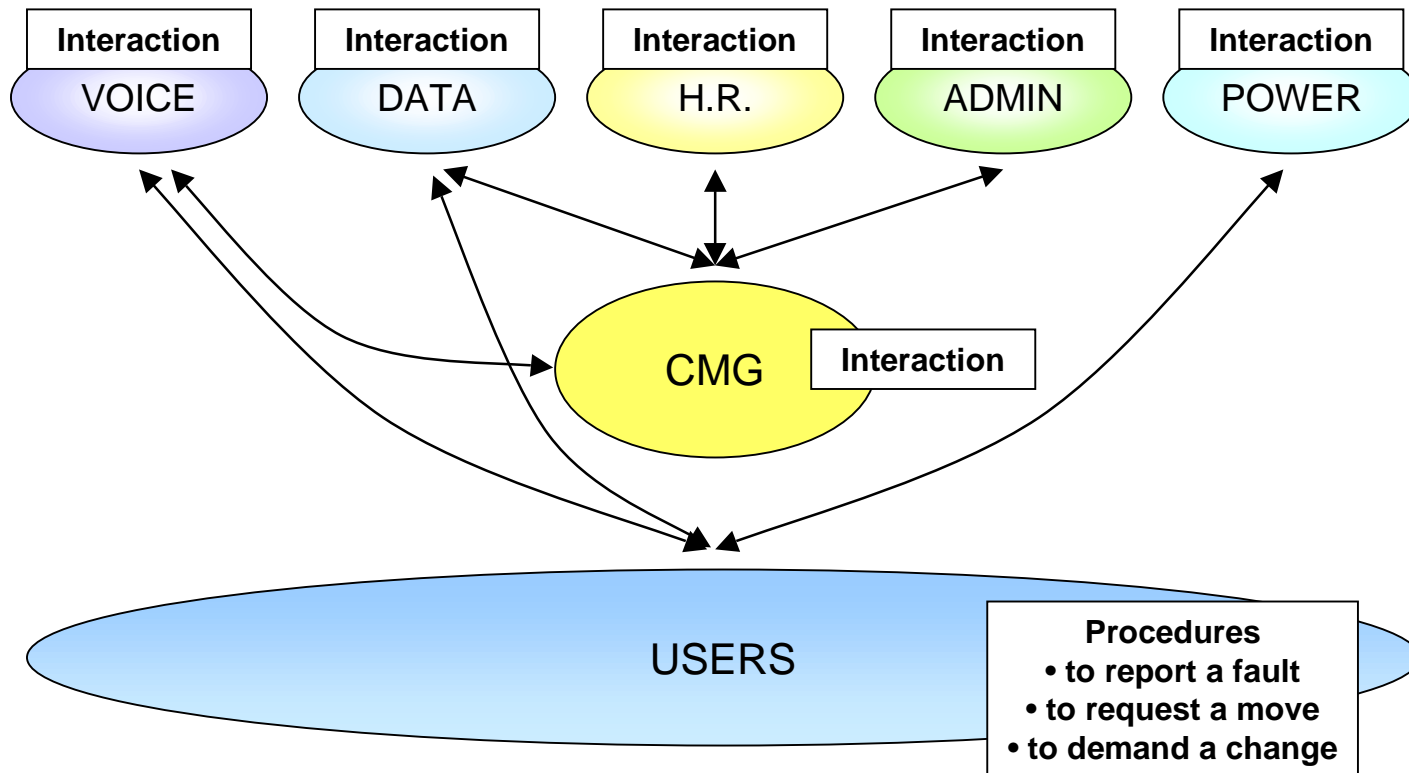 Interaction
Interaction
Interaction
Interaction
Interaction
VOICE
DATA
H.R.
ADMIN
POWER
CMG
Interaction
USERS
Procedures
• to report a fault
• to request a move
• to demand a change